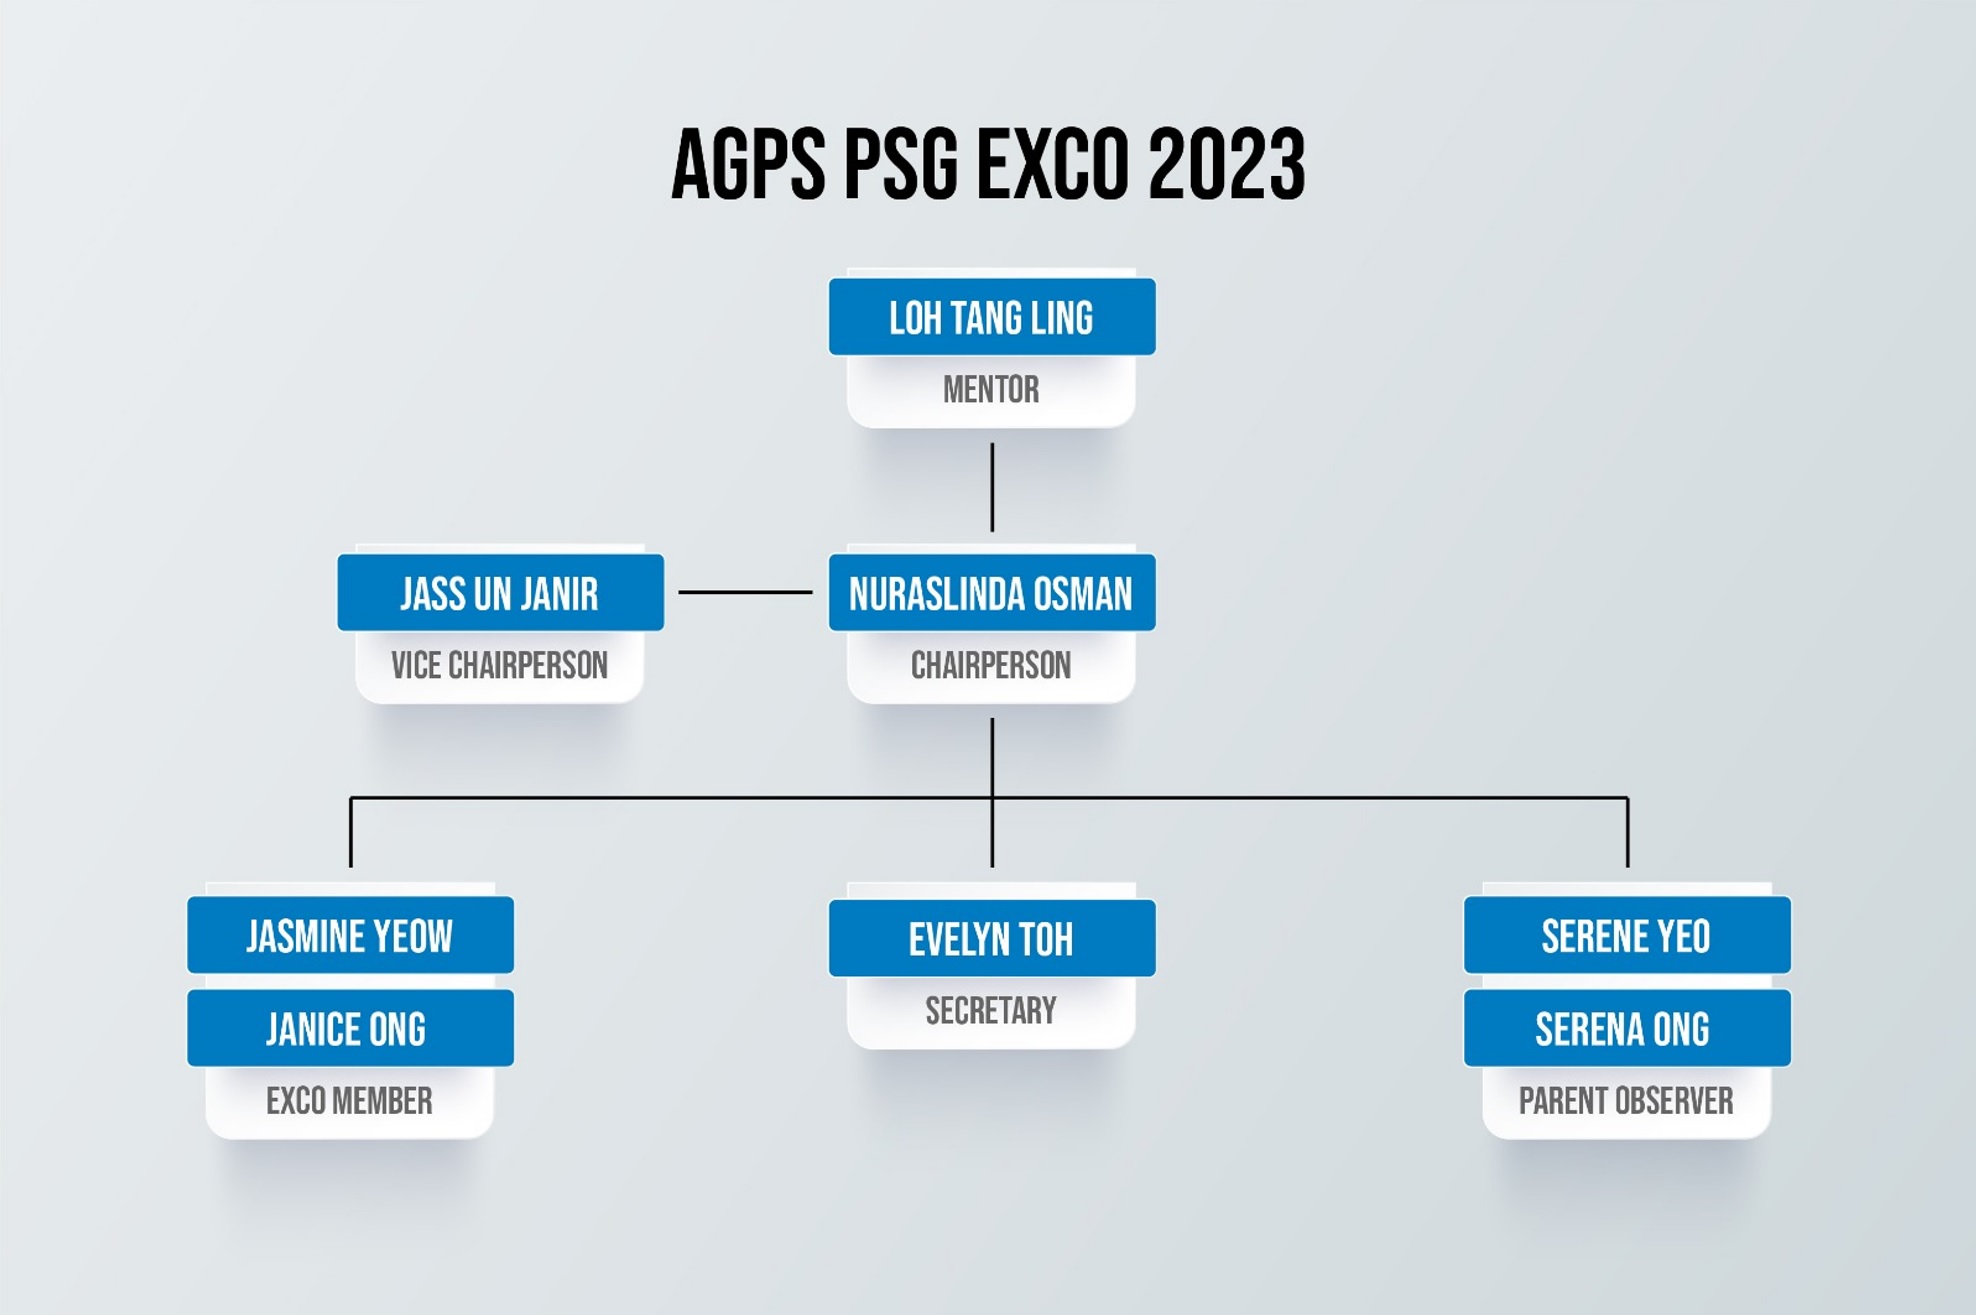 AGPS PSG EXCO 2023
LOH TANG LING
MENTOR
JASS UN JANIR
VICE CHAIRPERSON
NURASLINDA OSMAN
CHAIRPERSON
JASMINE YEOW
JANICE ONG
EXCO MEMBER
EVELYN TOH
SECRETARY
SERENE YEO
SERENA ONG
PARENT OBSERVER